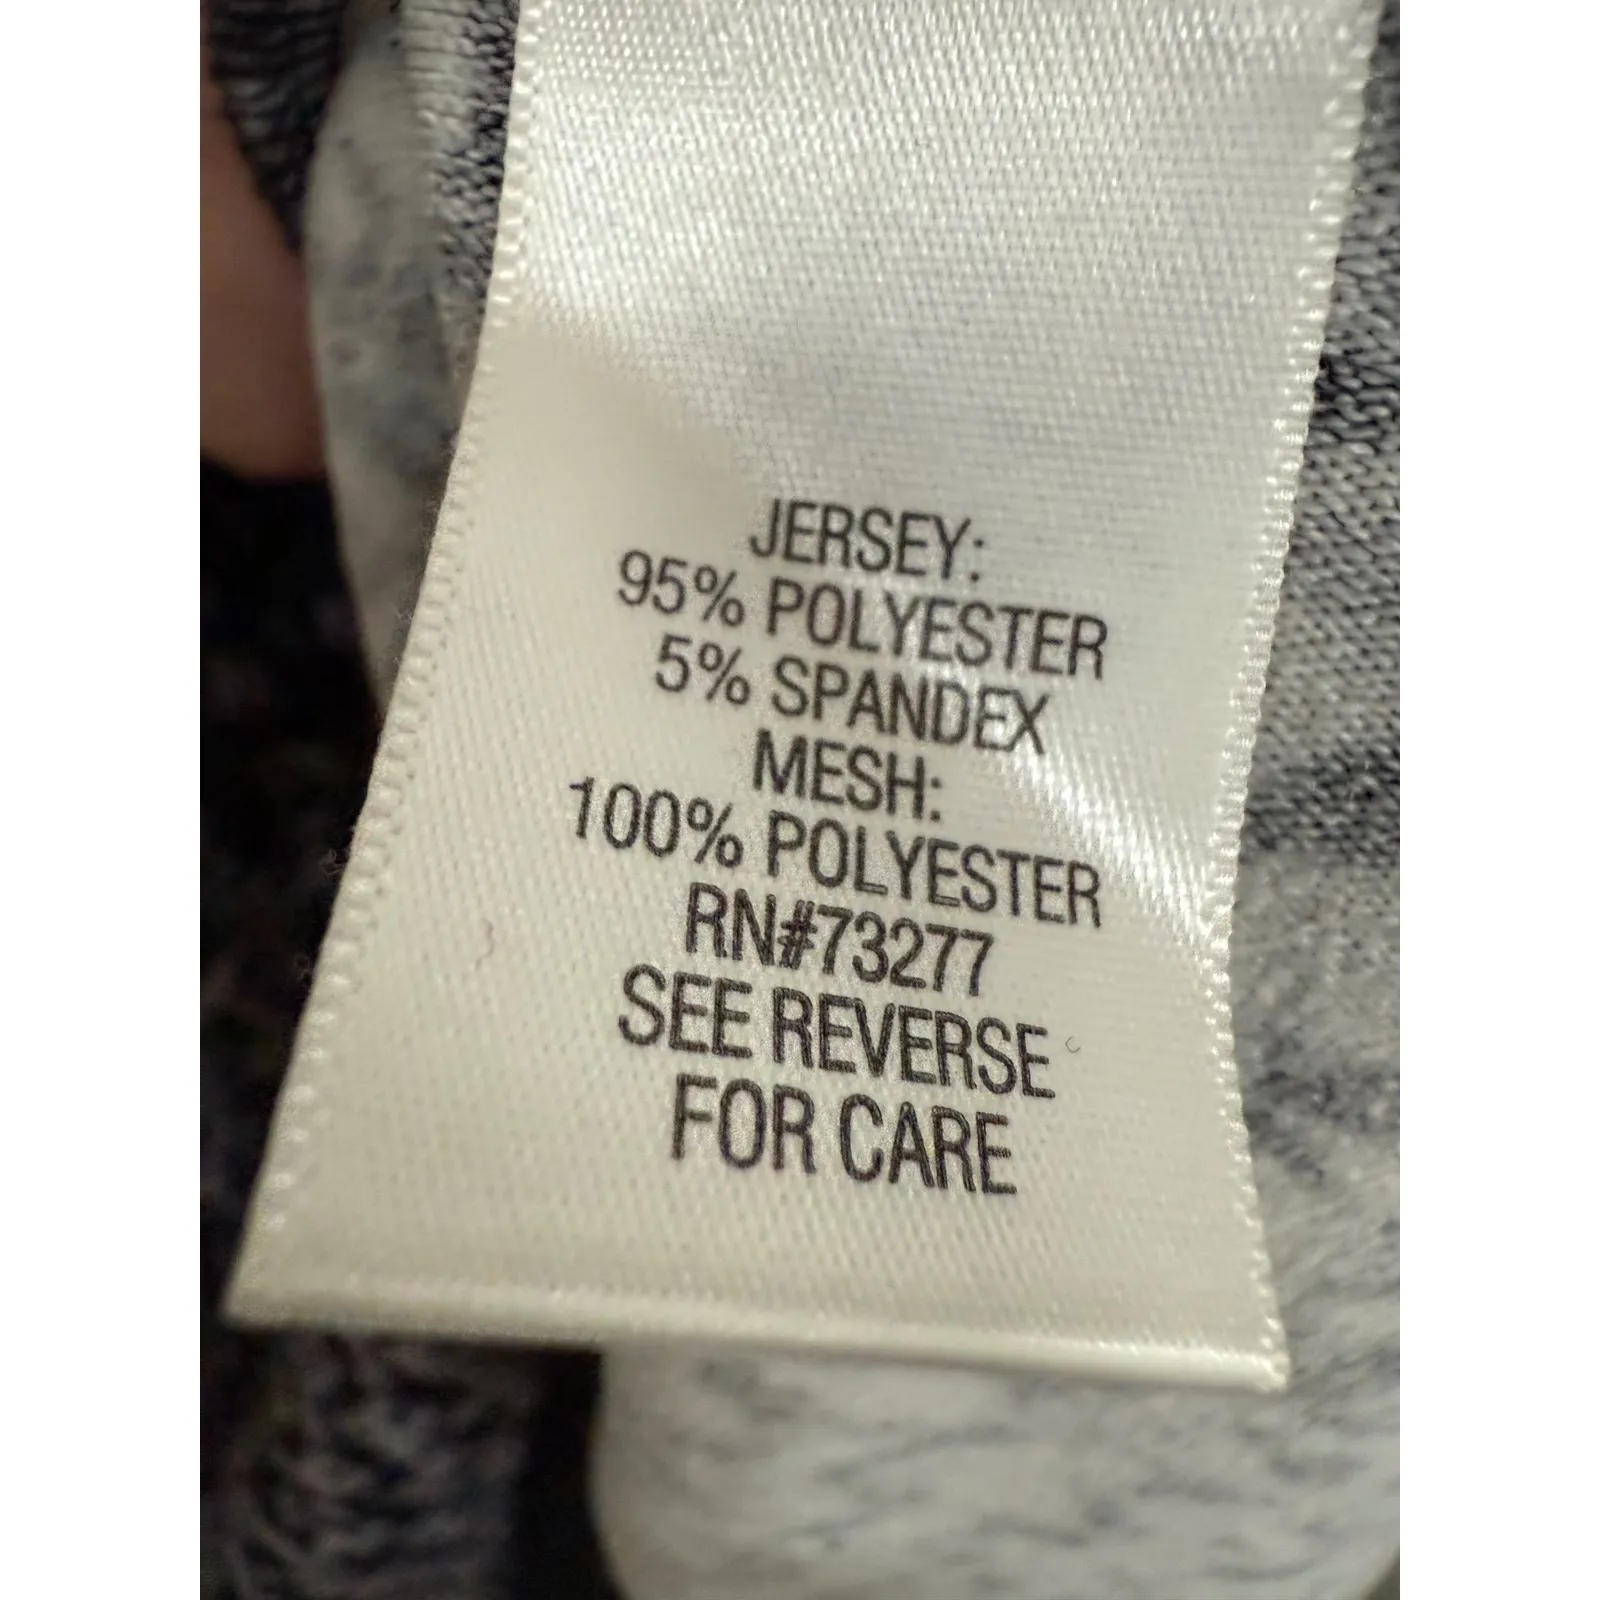 JERSEY:
95% POLYESTER
5% SPANDEX
MESH:
100% POLYESTER
RN#73277
SEE REVERSE
FOR CARE